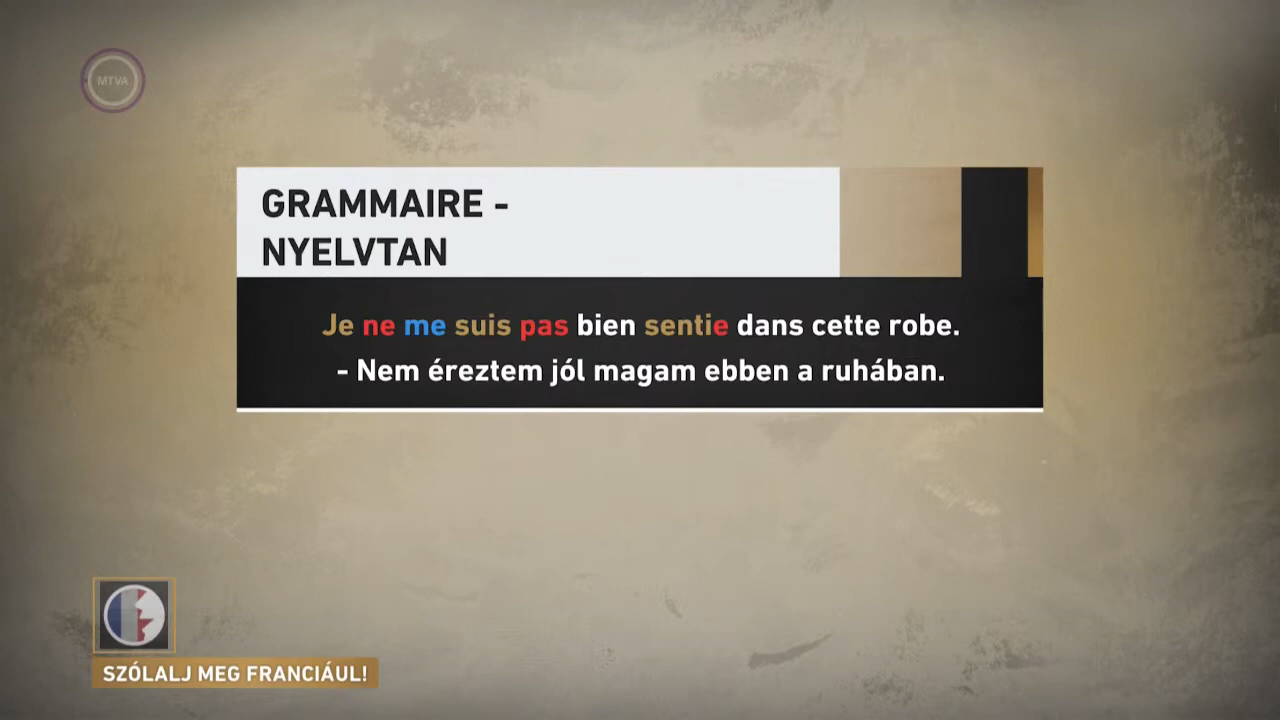 MTVA
GRAMMAIRE -
NYELVTAN
Je ne me suis pas bien sentie dans cette robe.
- Nem éreztem jól magam ebben a ruhában.
SZÓLALJ MEG FRANCIÁUL!